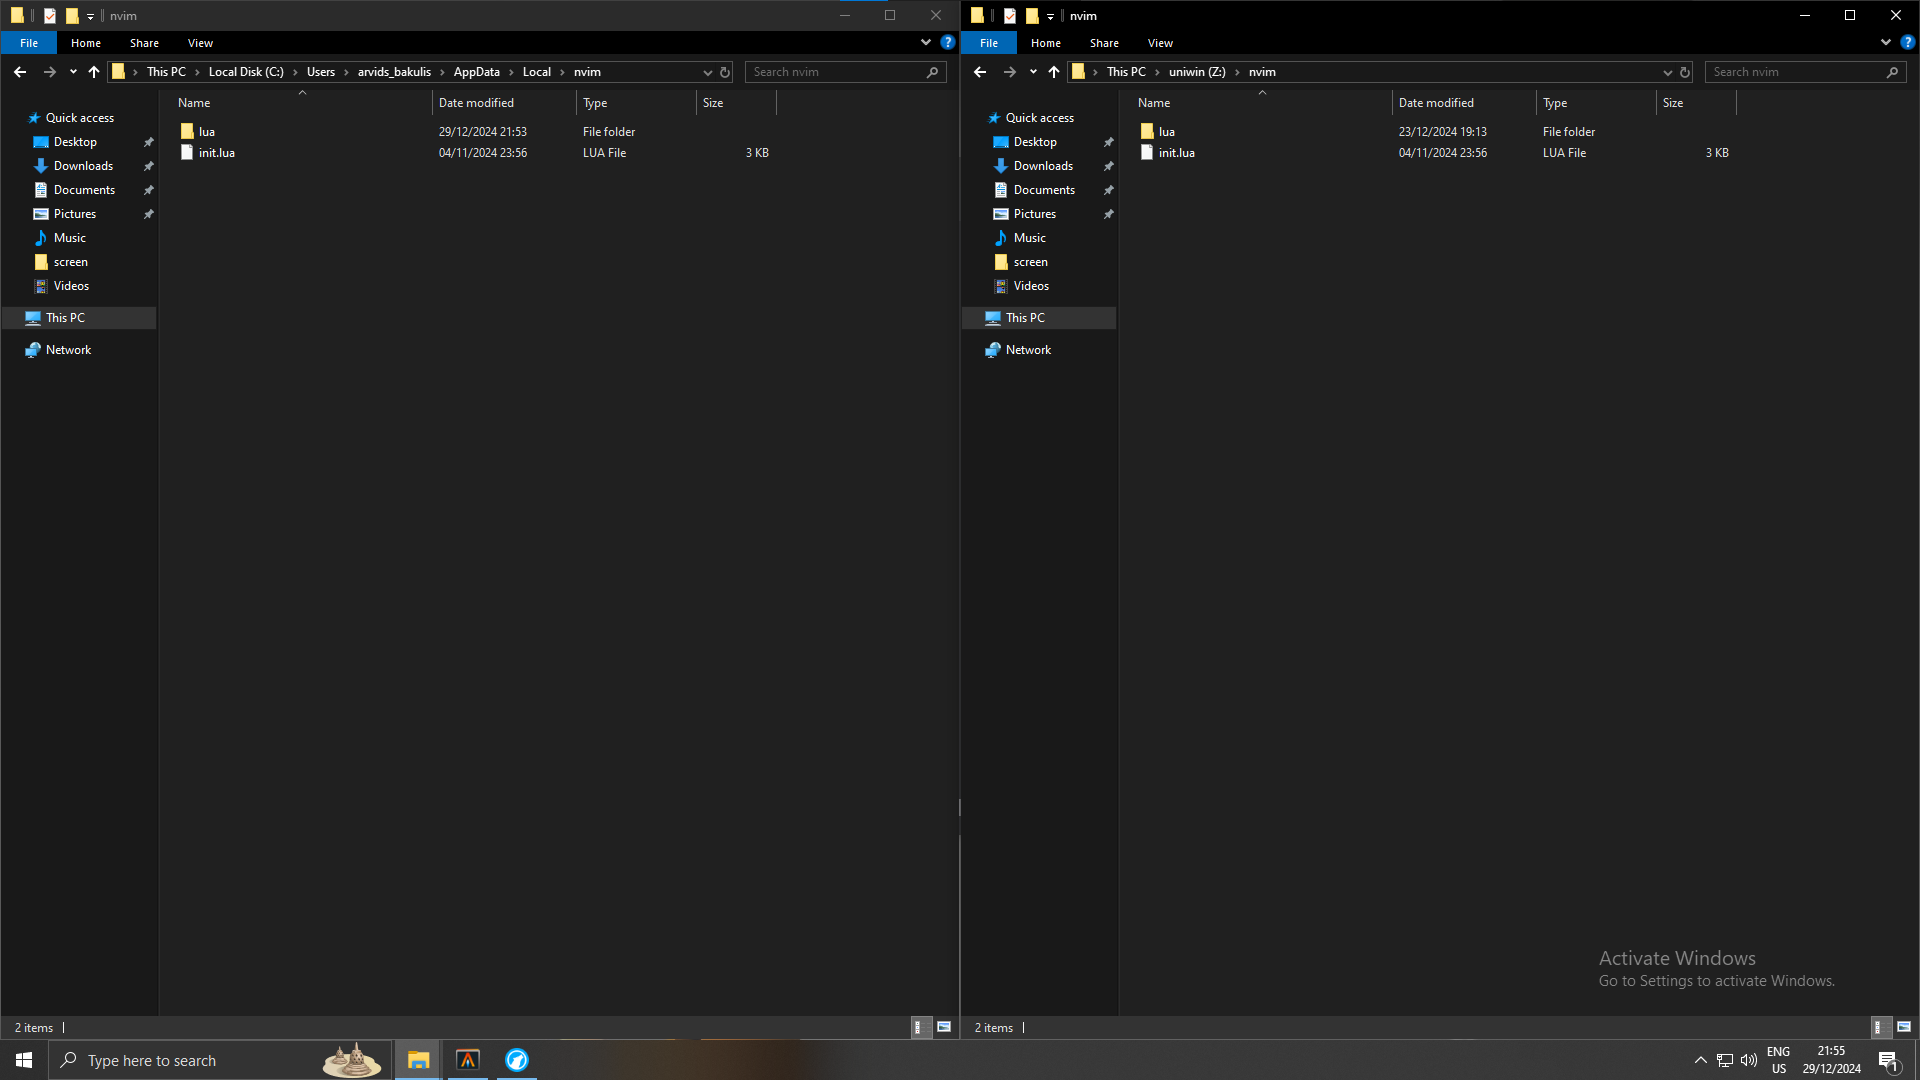 nvim
File Home Share View
This PC Local Disk (C:) Users arvids_bakulis AppData Local nvim
Search nvim
Name Date modified Type Size
Quick access
Desktop
Downloads
Documents
Pictures
Music
screen
Videos
This PC
Network
lua 29/12/2024 21:53 File folder
init.lua 04/11/2024 23:56 LUA File 3 KB
2 items
nvim
File Home Share View
This PC uniwin (Z:) nvim
Search nvim
Name Date modified Type Size
Quick access
Desktop
Downloads
Documents
Pictures
Music
screen
Videos
This PC
Network
lua 23/12/2024 19:13 File folder
init.lua 04/11/2024 23:56 LUA File 3 KB
Activate Windows
Go to Settings to activate Windows.
2 items
Type here to search
ENG
US
21:55
29/12/2024
1